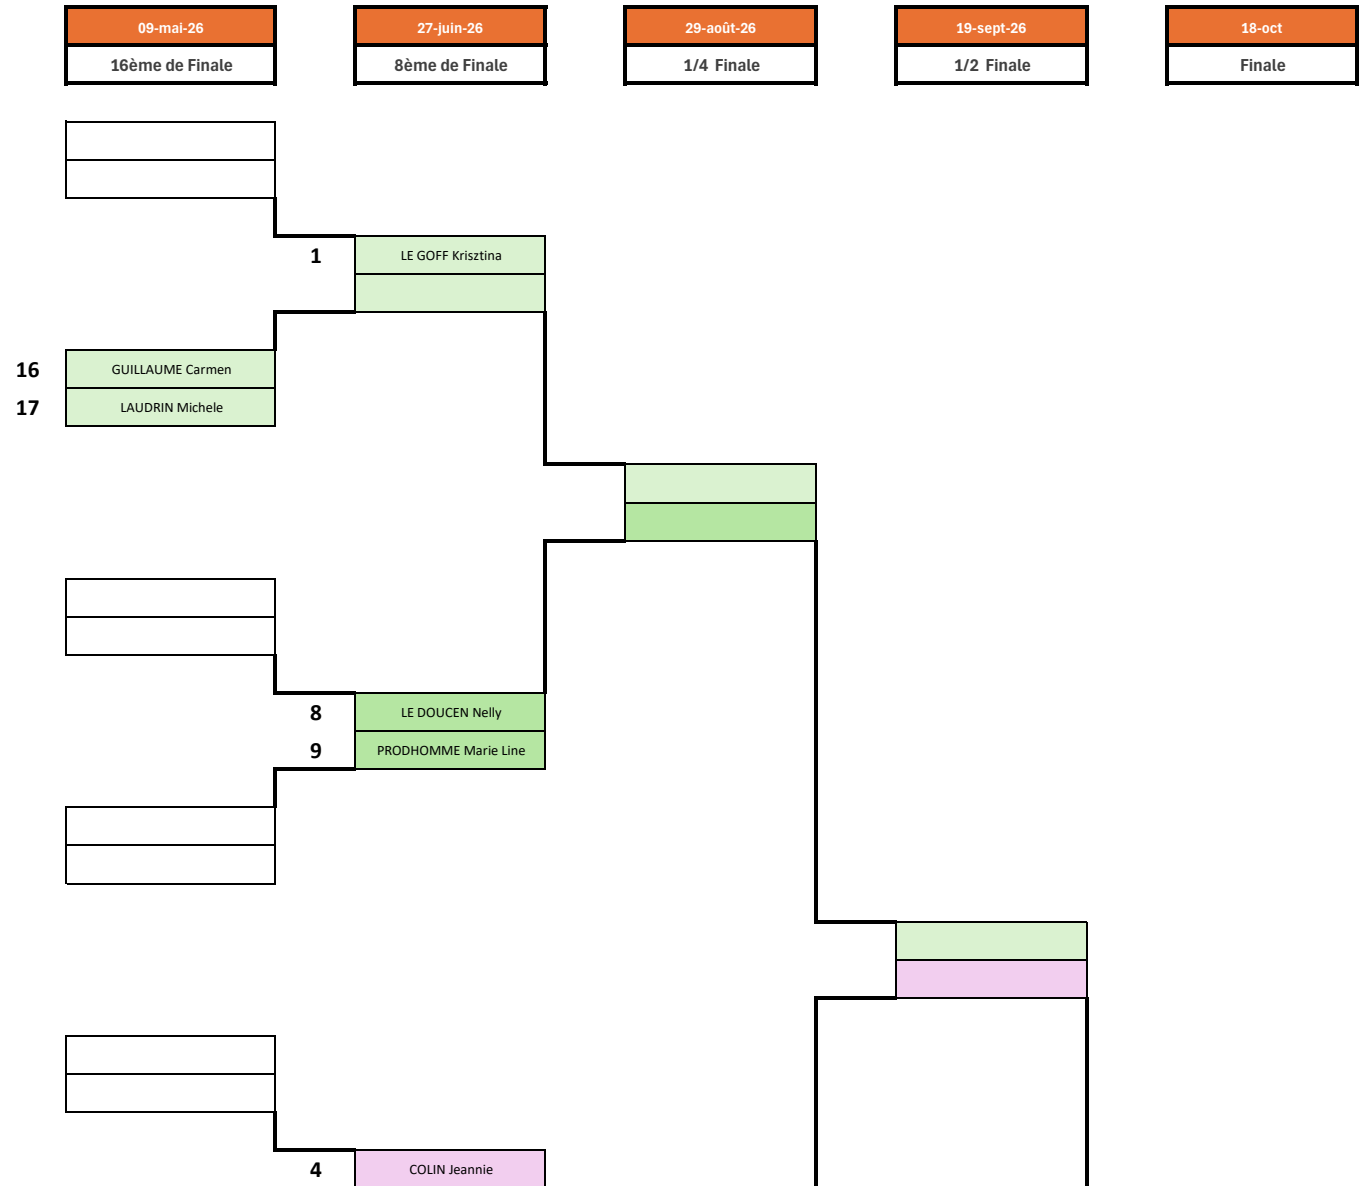 09-mai-26 27-juin-26 29-août-26 19-sept-26 18-oct
16ème de Finale 8ème de Finale 1/4 Finale 1/2 Finale Finale
1 LE GOFF Krisztina
16 GUILLAUME Carmen
17 LAUDRIN Michele
8 LE DOUCEN Nelly
9 PRODHOMME Marie Line
4 COLIN Jeannie